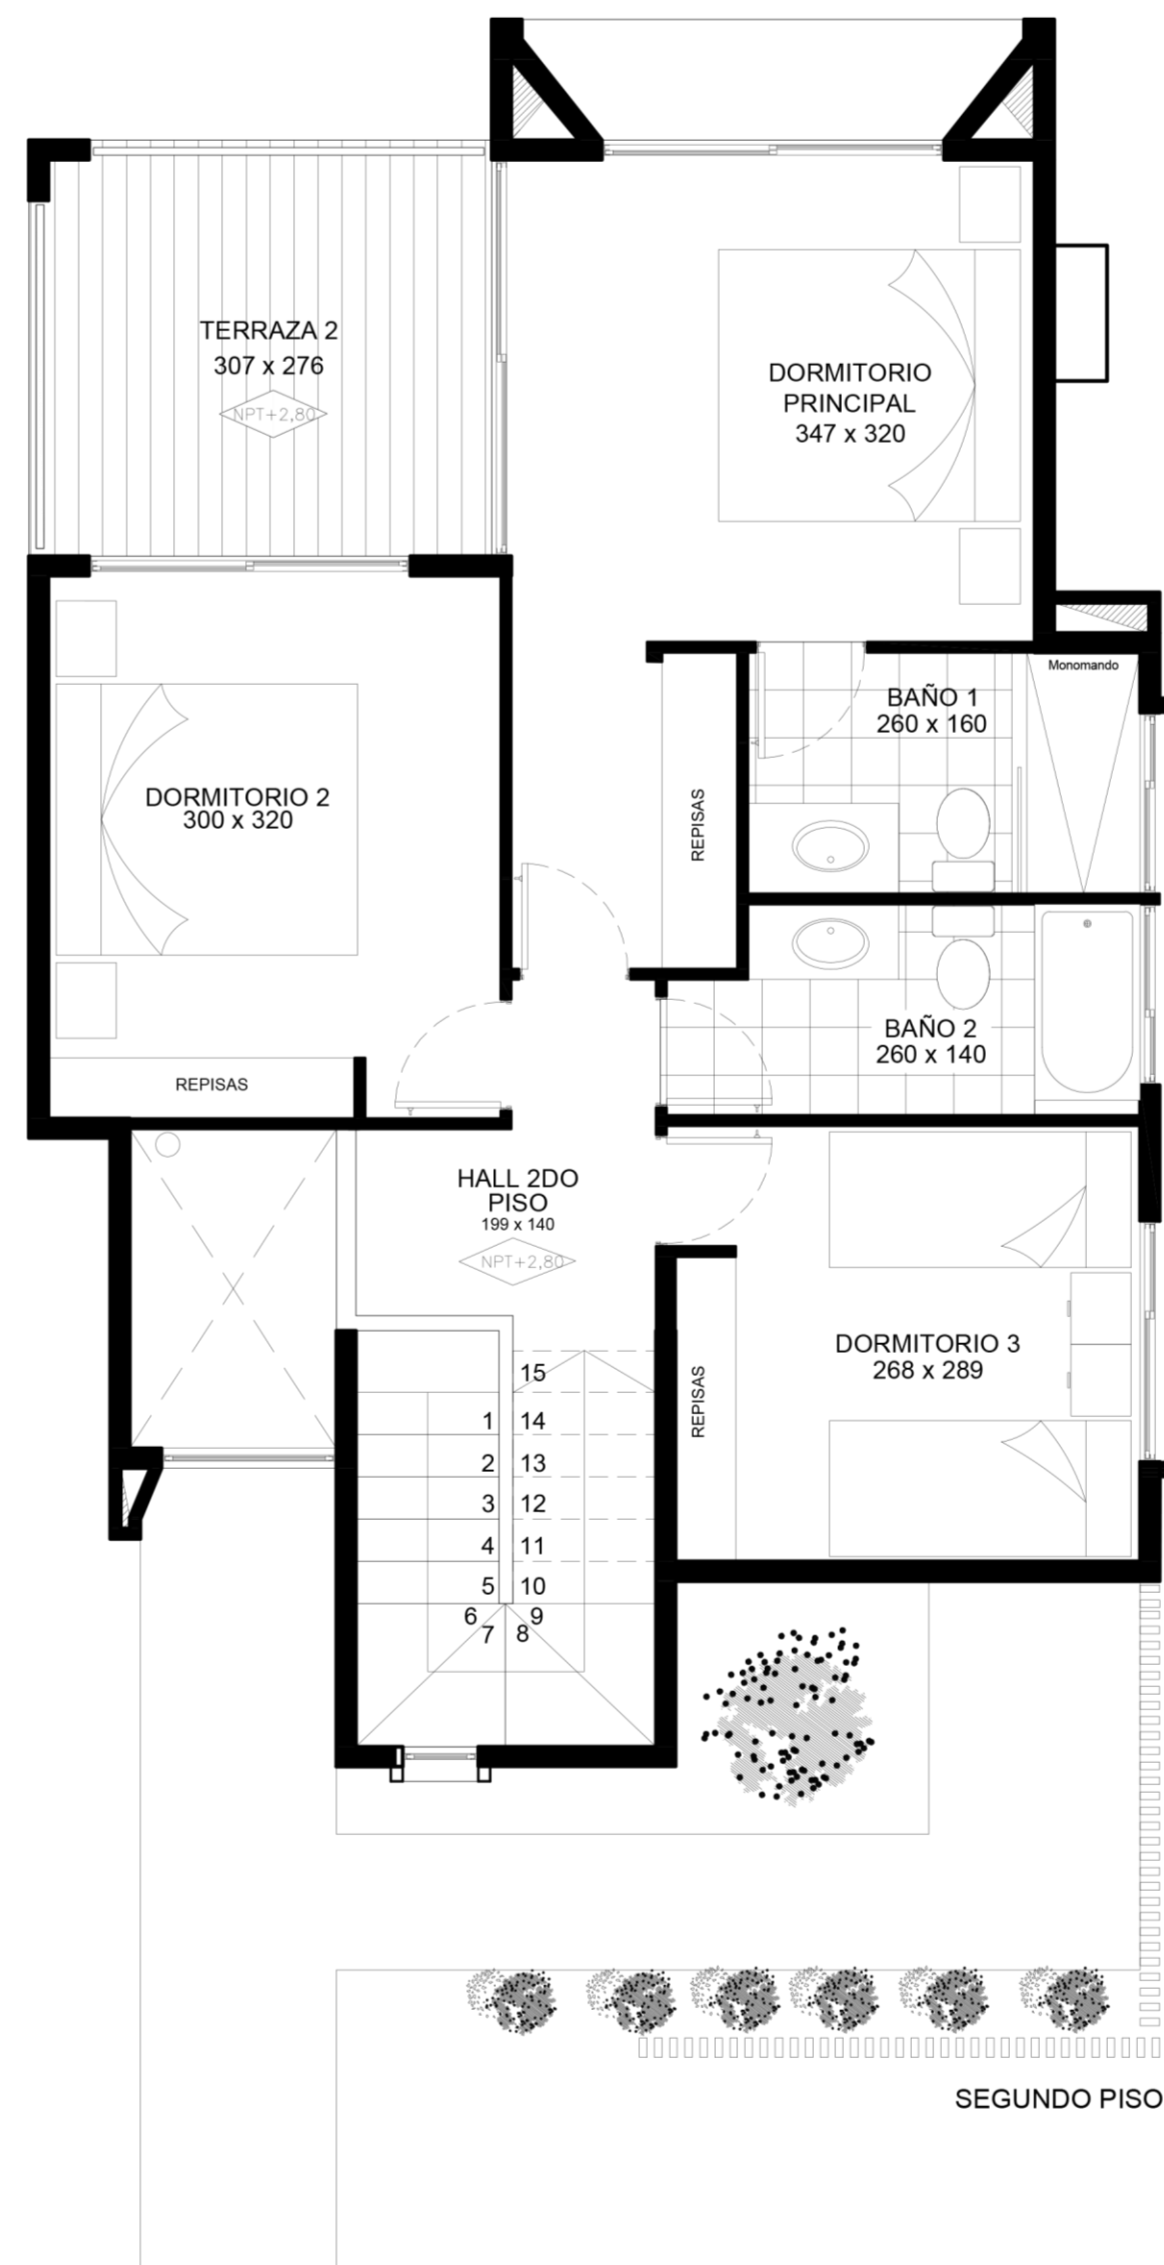 TERRAZA 2
307 x 276
NPT+2,80
DORMITORIO
PRINCIPAL
347 x 320
Monomando
BAÑO 1
260 x 160
REPISAS
DORMITORIO 2
300 x 320
REPISAS
BAÑO 2
260 x 140
HALL 2DO
PISO
199 x 140
NPT+2,80
DORMITORIO 3
268 x 289
REPISAS
15
1 14
2 13
3 12
4 11
5 10
6 9
7 8
SEGUNDO PISO